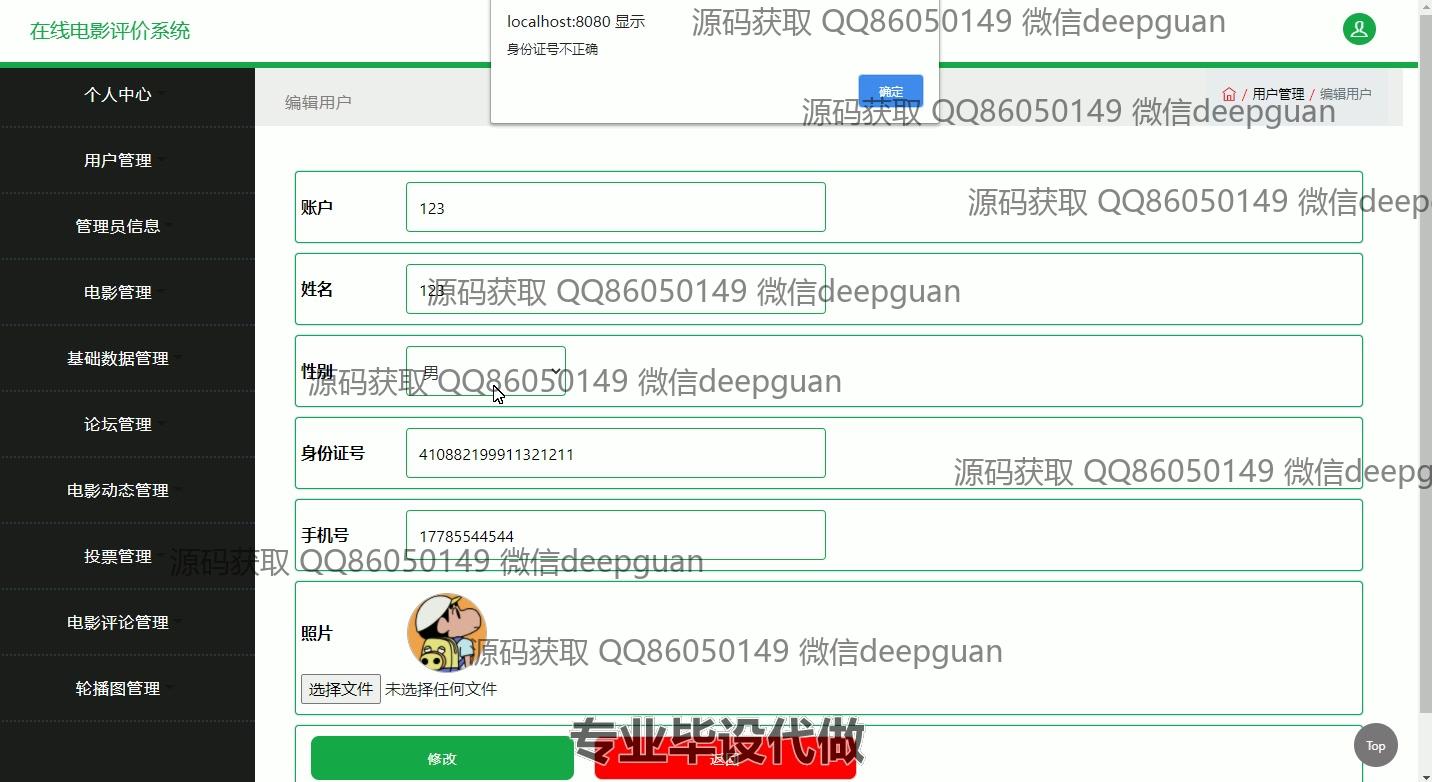 在线电影评价系统
localhost:8080 显示
身份证号不正确
确定
源码获取 QQ86050149 微信deepguan
个人中心
用户管理
管理员信息
电影管理
基础数据管理
论坛管理
电影动态管理
投票管理
电影评论管理
轮播图管理
编辑用户
/ 用户管理 / 编辑用户
源码获取 QQ86050149 微信deepguan
账户
123
源码获取 QQ86050149 微信deep
姓名
123
源码获取 QQ86050149 微信deepguan
性别
男
源码获取 QQ86050149 微信deepguan
身份证号
410882199911321211
源码获取 QQ86050149 微信deepg
手机号
17785544544
源码获取 QQ86050149 微信deepguan
照片
源码获取 QQ86050149 微信deepguan
选择文件 未选择任何文件
专业毕设代做
修改
返回
Top